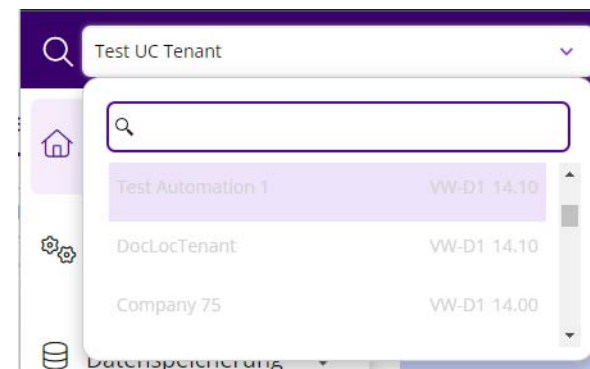 Test UC Tenant
Test Automation 1 VW-D1 14.10
DocLocTenant VW-D1 14.10
Company 75 VW-D1 14.00
Datenspeicherung